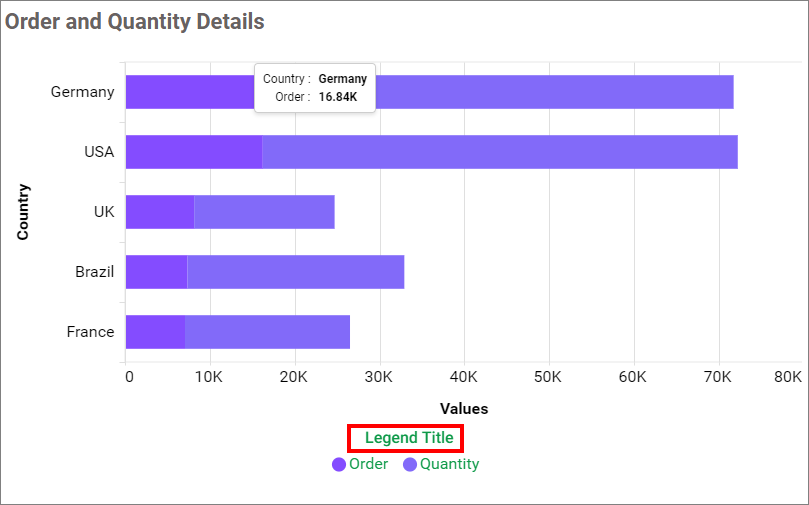 Order and Quantity Details
Country : Germany
Order : 16.84K
Country
Germany
USA
UK
Brazil
France
0 10K 20K 30K 40K 50K 60K 70K 80K
Values
Legend Title
Order Quantity